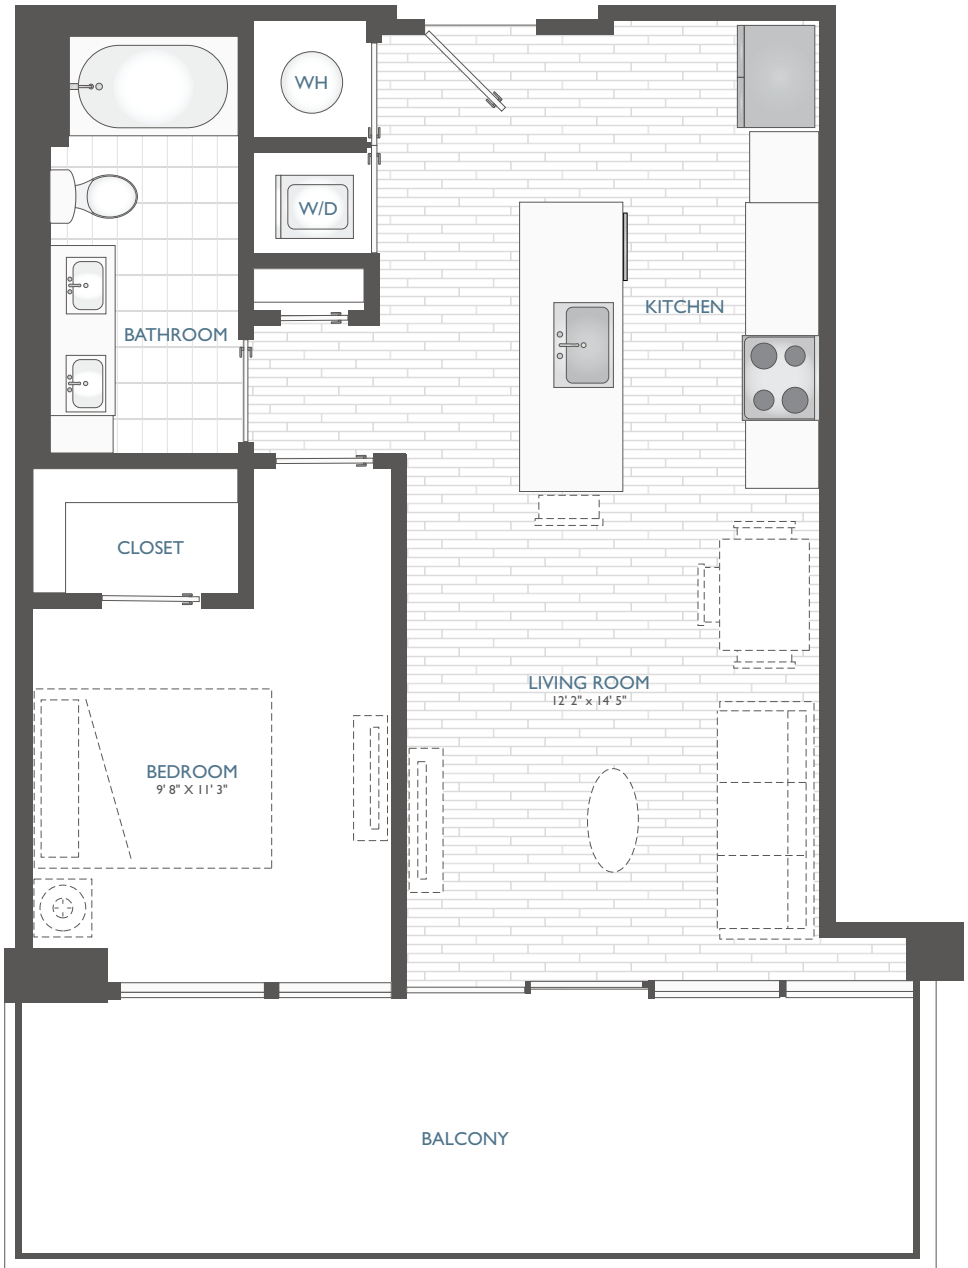 WH
W/D
KITCHEN
BATHROOM
CLOSET
LIVING ROOM
12' 2" x 14' 5"
BEDROOM
9' 8" X 11' 3"
BALCONY